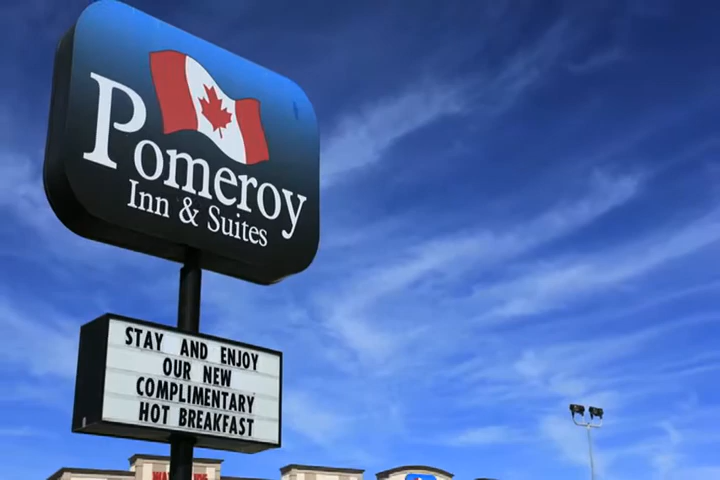 Pomeroy
Inn & Suites
STAY AND ENJOY
OUR NEW
COMPLIMENTARY
HOT BREAKFAST